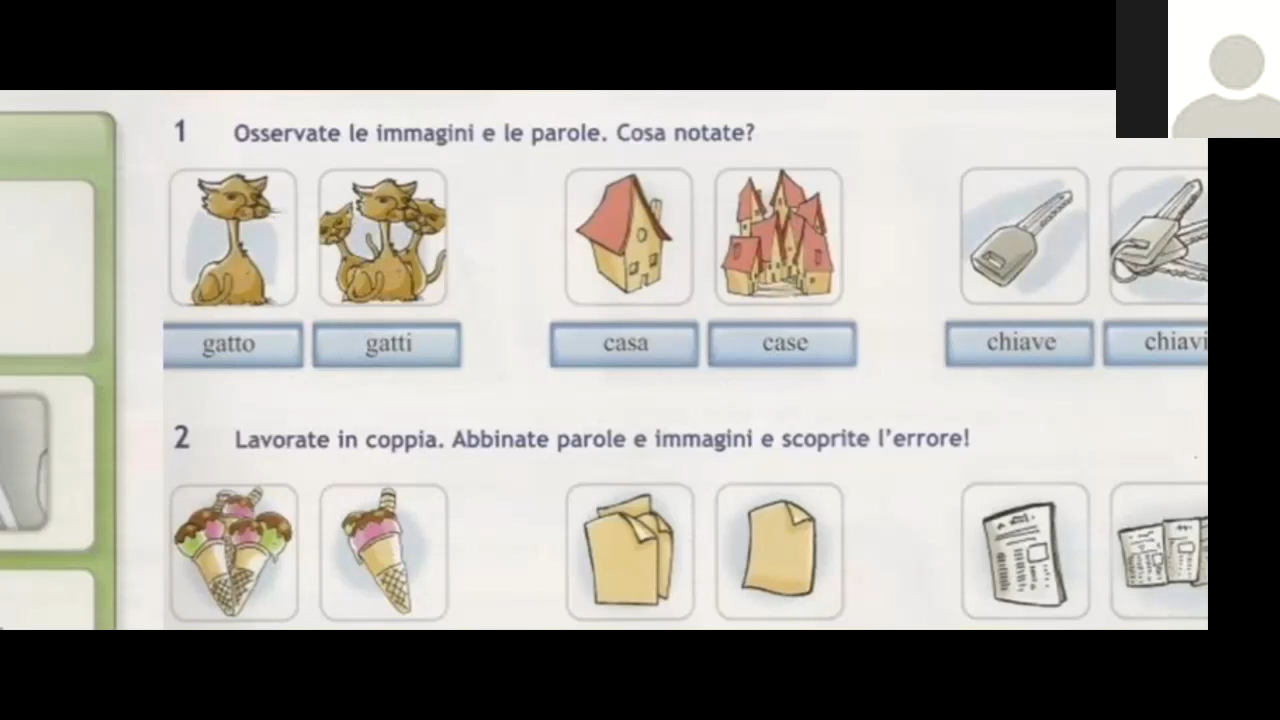 1 Osservate le immagini e le parole. Cosa notate?
gatto gatti casa case chiave chiavi
2 Lavorate in coppia. Abbinate parole e immagini e scoprite l'errore!